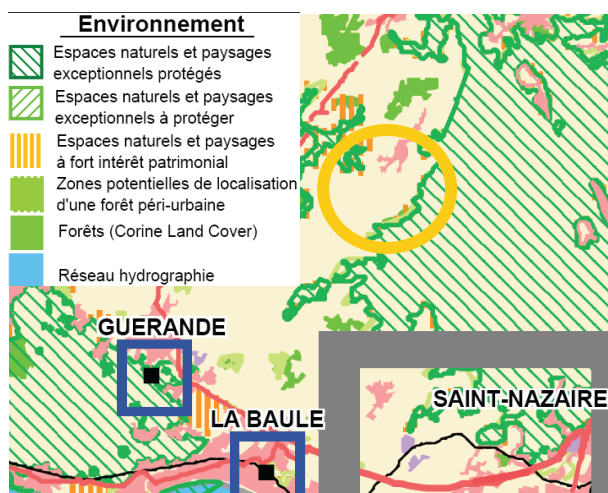 Environnement
Espaces naturels et paysages
exceptionnels protégés
Espaces naturels et paysages
exceptionnels à protéger
Espaces naturels et paysages
à fort intérêt patrimonial
Zones potentielles de localisation
d'une forêt péri-urbaine
Forêts (Corine Land Cover)
Réseau hydrographie
GUERANDE
LA BAULE
SAINT-NAZAIRE